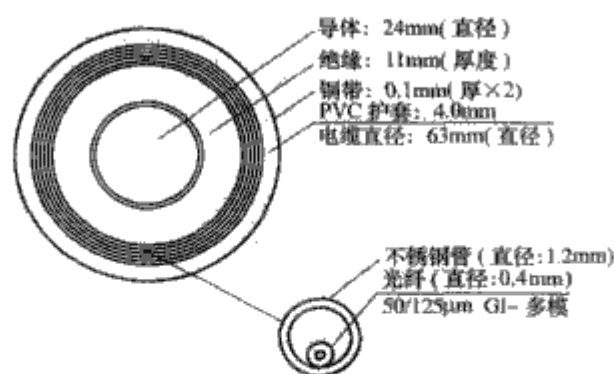 导体: 24mm(直径)
绝缘: 11mm(厚度)
铜带: 0.1mm(厚×2)
PVC 护套: 4.0mm
电缆直径: 63mm(直径)
不锈钢管(直径:1.2mm)
光纤(直径:0.4mm)
50/125μm GI- 多模